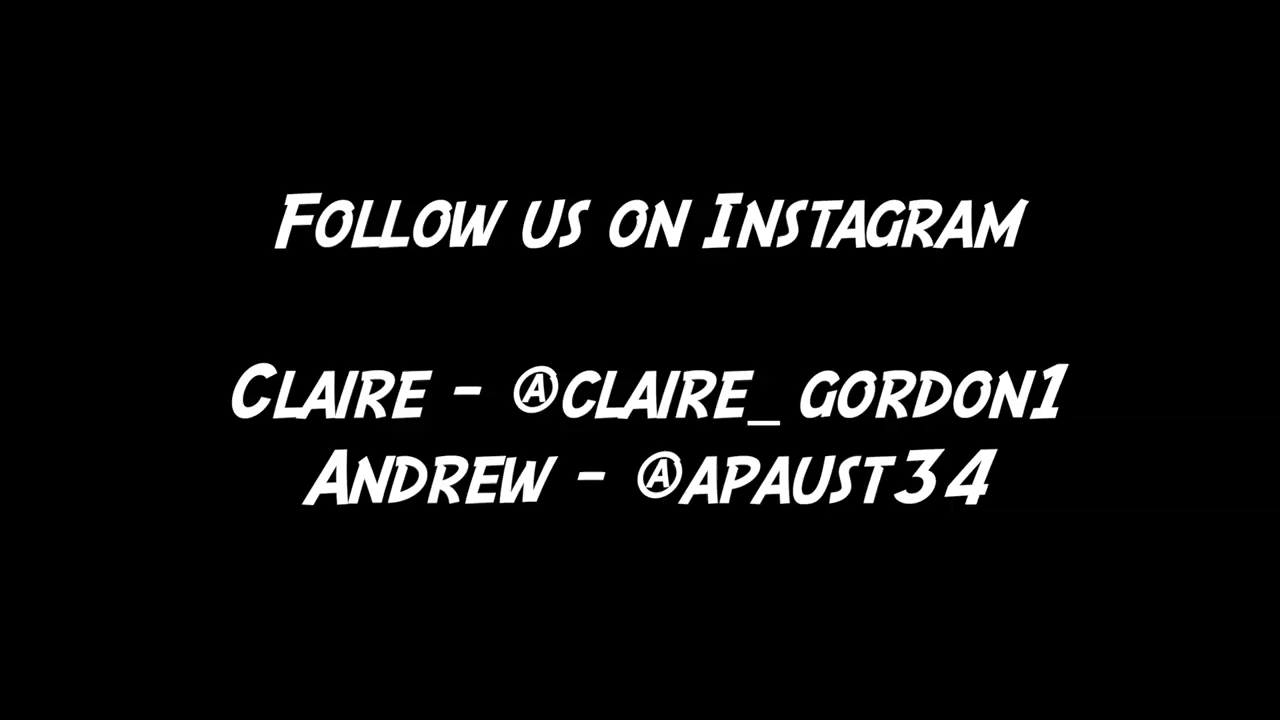 Follow us on Instagram
Claire - @claire_gordon1
Andrew - @apaust34